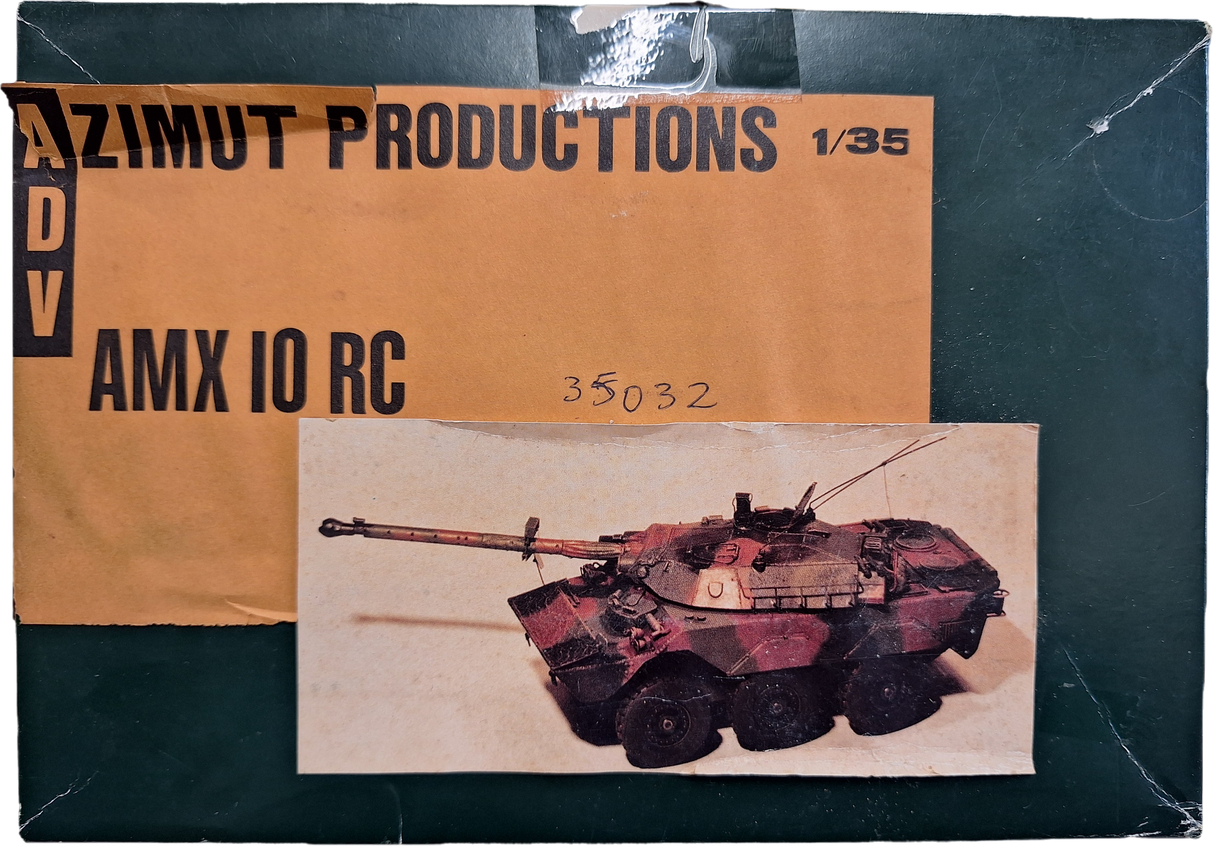 AZIMUT PRODUCTIONS 1/35
ADV
AMX 10 RC
35032